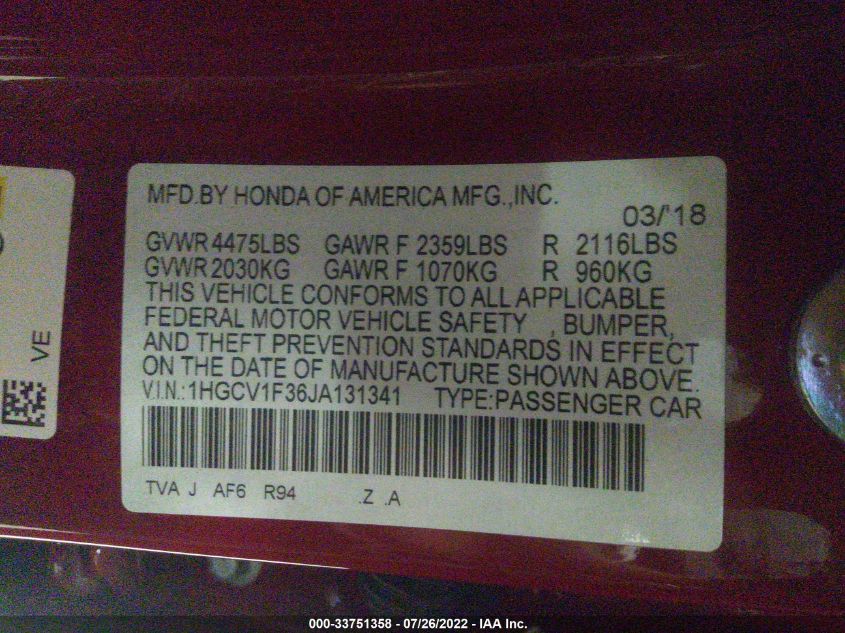 MFD.BY HONDA OF AMERICA MFG.,INC.
03/'18
GVWR 4475LBS GAWR F 2359LBS R 2116LBS
GVWR 2030KG GAWR F 1070KG R 960KG
THIS VEHICLE CONFORMS TO ALL APPLICABLE
FEDERAL MOTOR VEHICLE SAFETY , BUMPER,
AND THEFT PREVENTION STANDARDS IN EFFECT
ON THE DATE OF MANUFACTURE SHOWN ABOVE.
V.I.N.:1HGCV1F36JA131341 TYPE:PASSENGER CAR
TVA J AF6 R94 .Z .A
VE
000-33751358 - 07/26/2022 - IAA Inc.